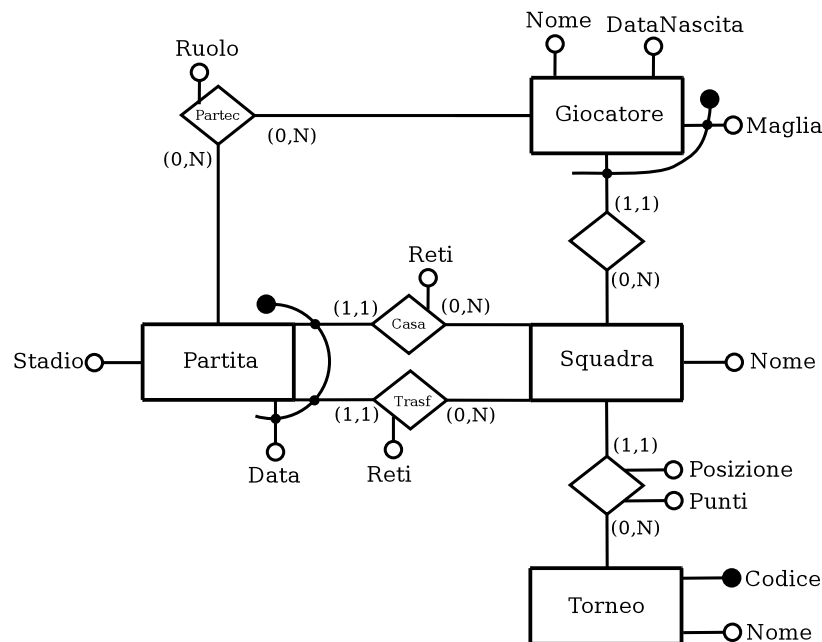 Nome
DataNascita
Ruolo
Partec
Giocatore
Maglia
(0,N)
(0,N)
(1,1)
Reti
(0,N)
(1,1)
(0,N)
Casa
Stadio
Partita
Squadra
Nome
Trasf
(1,1)
(0,N)
(1,1)
Data
Reti
Posizione
Punti
(0,N)
Codice
Torneo
Nome